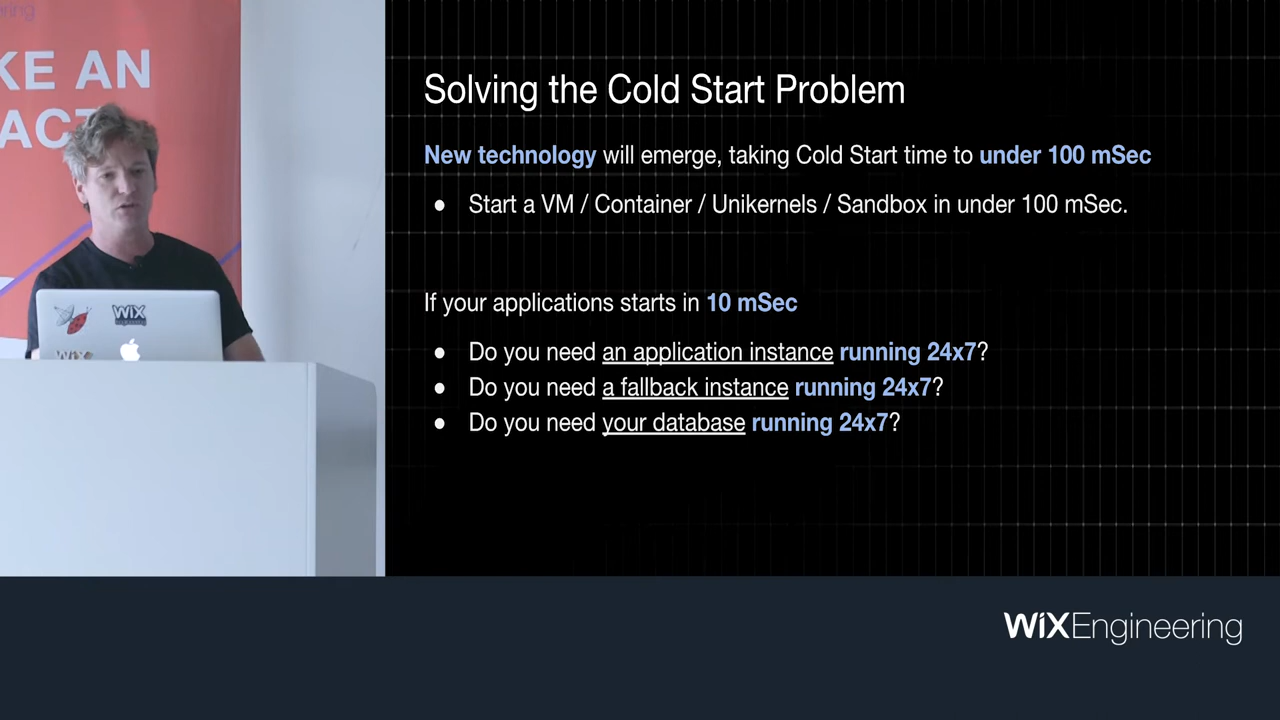 ring
KE AN
ACT
Solving the Cold Start Problem
New technology will emerge, taking Cold Start time to under 100 mSec
● Start a VM / Container / Unikernels / Sandbox in under 100 mSec.
If your applications starts in 10 mSec
● Do you need an application instance running 24x7?
● Do you need a fallback instance running 24x7?
● Do you need your database running 24x7?
WiX
engineering
WiX
WiXEngineering